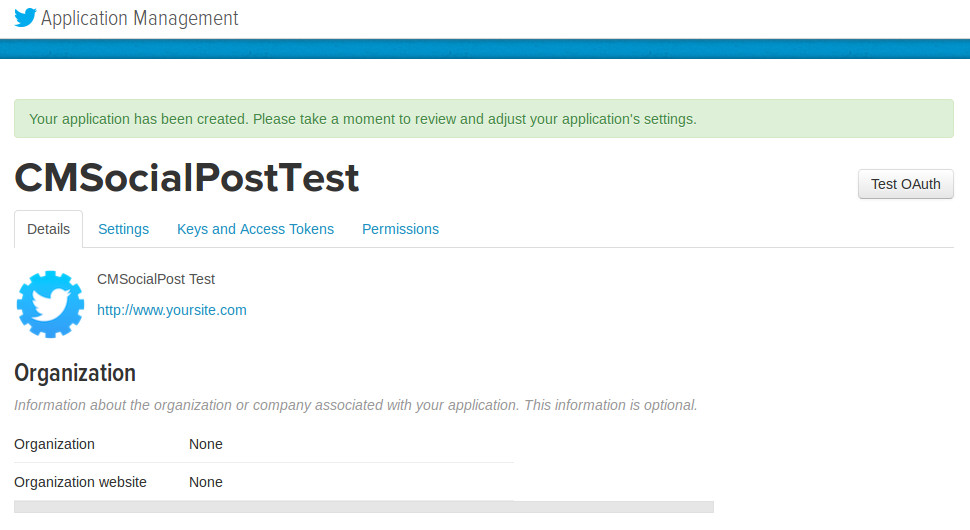 Application Management
Your application has been created. Please take a moment to review and adjust your application's settings.
CMSocialPostTest
Test OAuth
Details Settings Keys and Access Tokens Permissions
CMSocialPost Test
http://www.yoursite.com
Organization
Information about the organization or company associated with your application. This information is optional.
Organization None
Organization website None